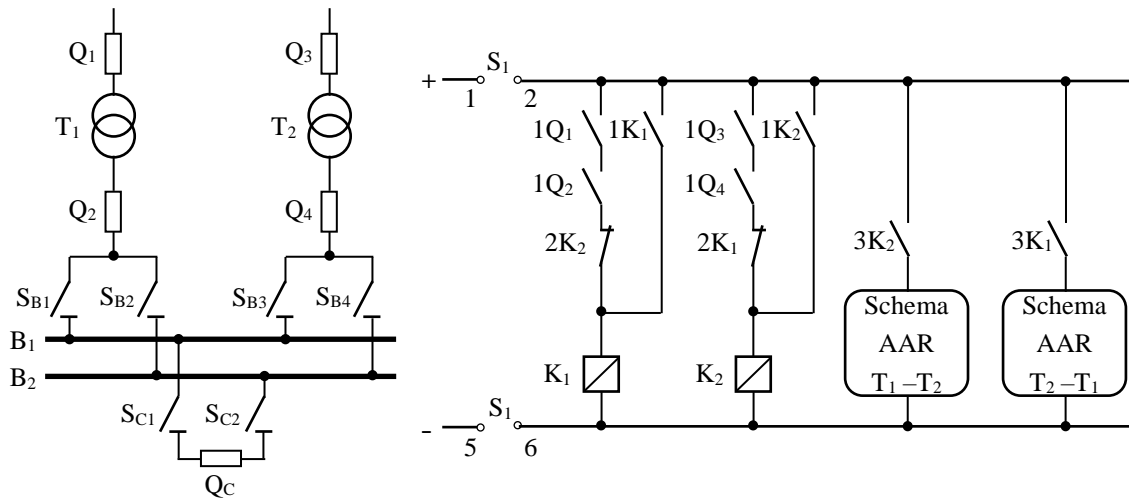 Q1
Q3
T1
T2
Q2
Q4
SB1
SB2
SB3
SB4
B1
B2
SC1
SC2
QC
+
S1
1
2
1Q1
1K1
1Q3
1K2
1Q2
1Q4
2K2
2K1
3K2
3K1
Schema
AAR
T1 –T2
Schema
AAR
T2 –T1
K1
K2
-
S1
5
6